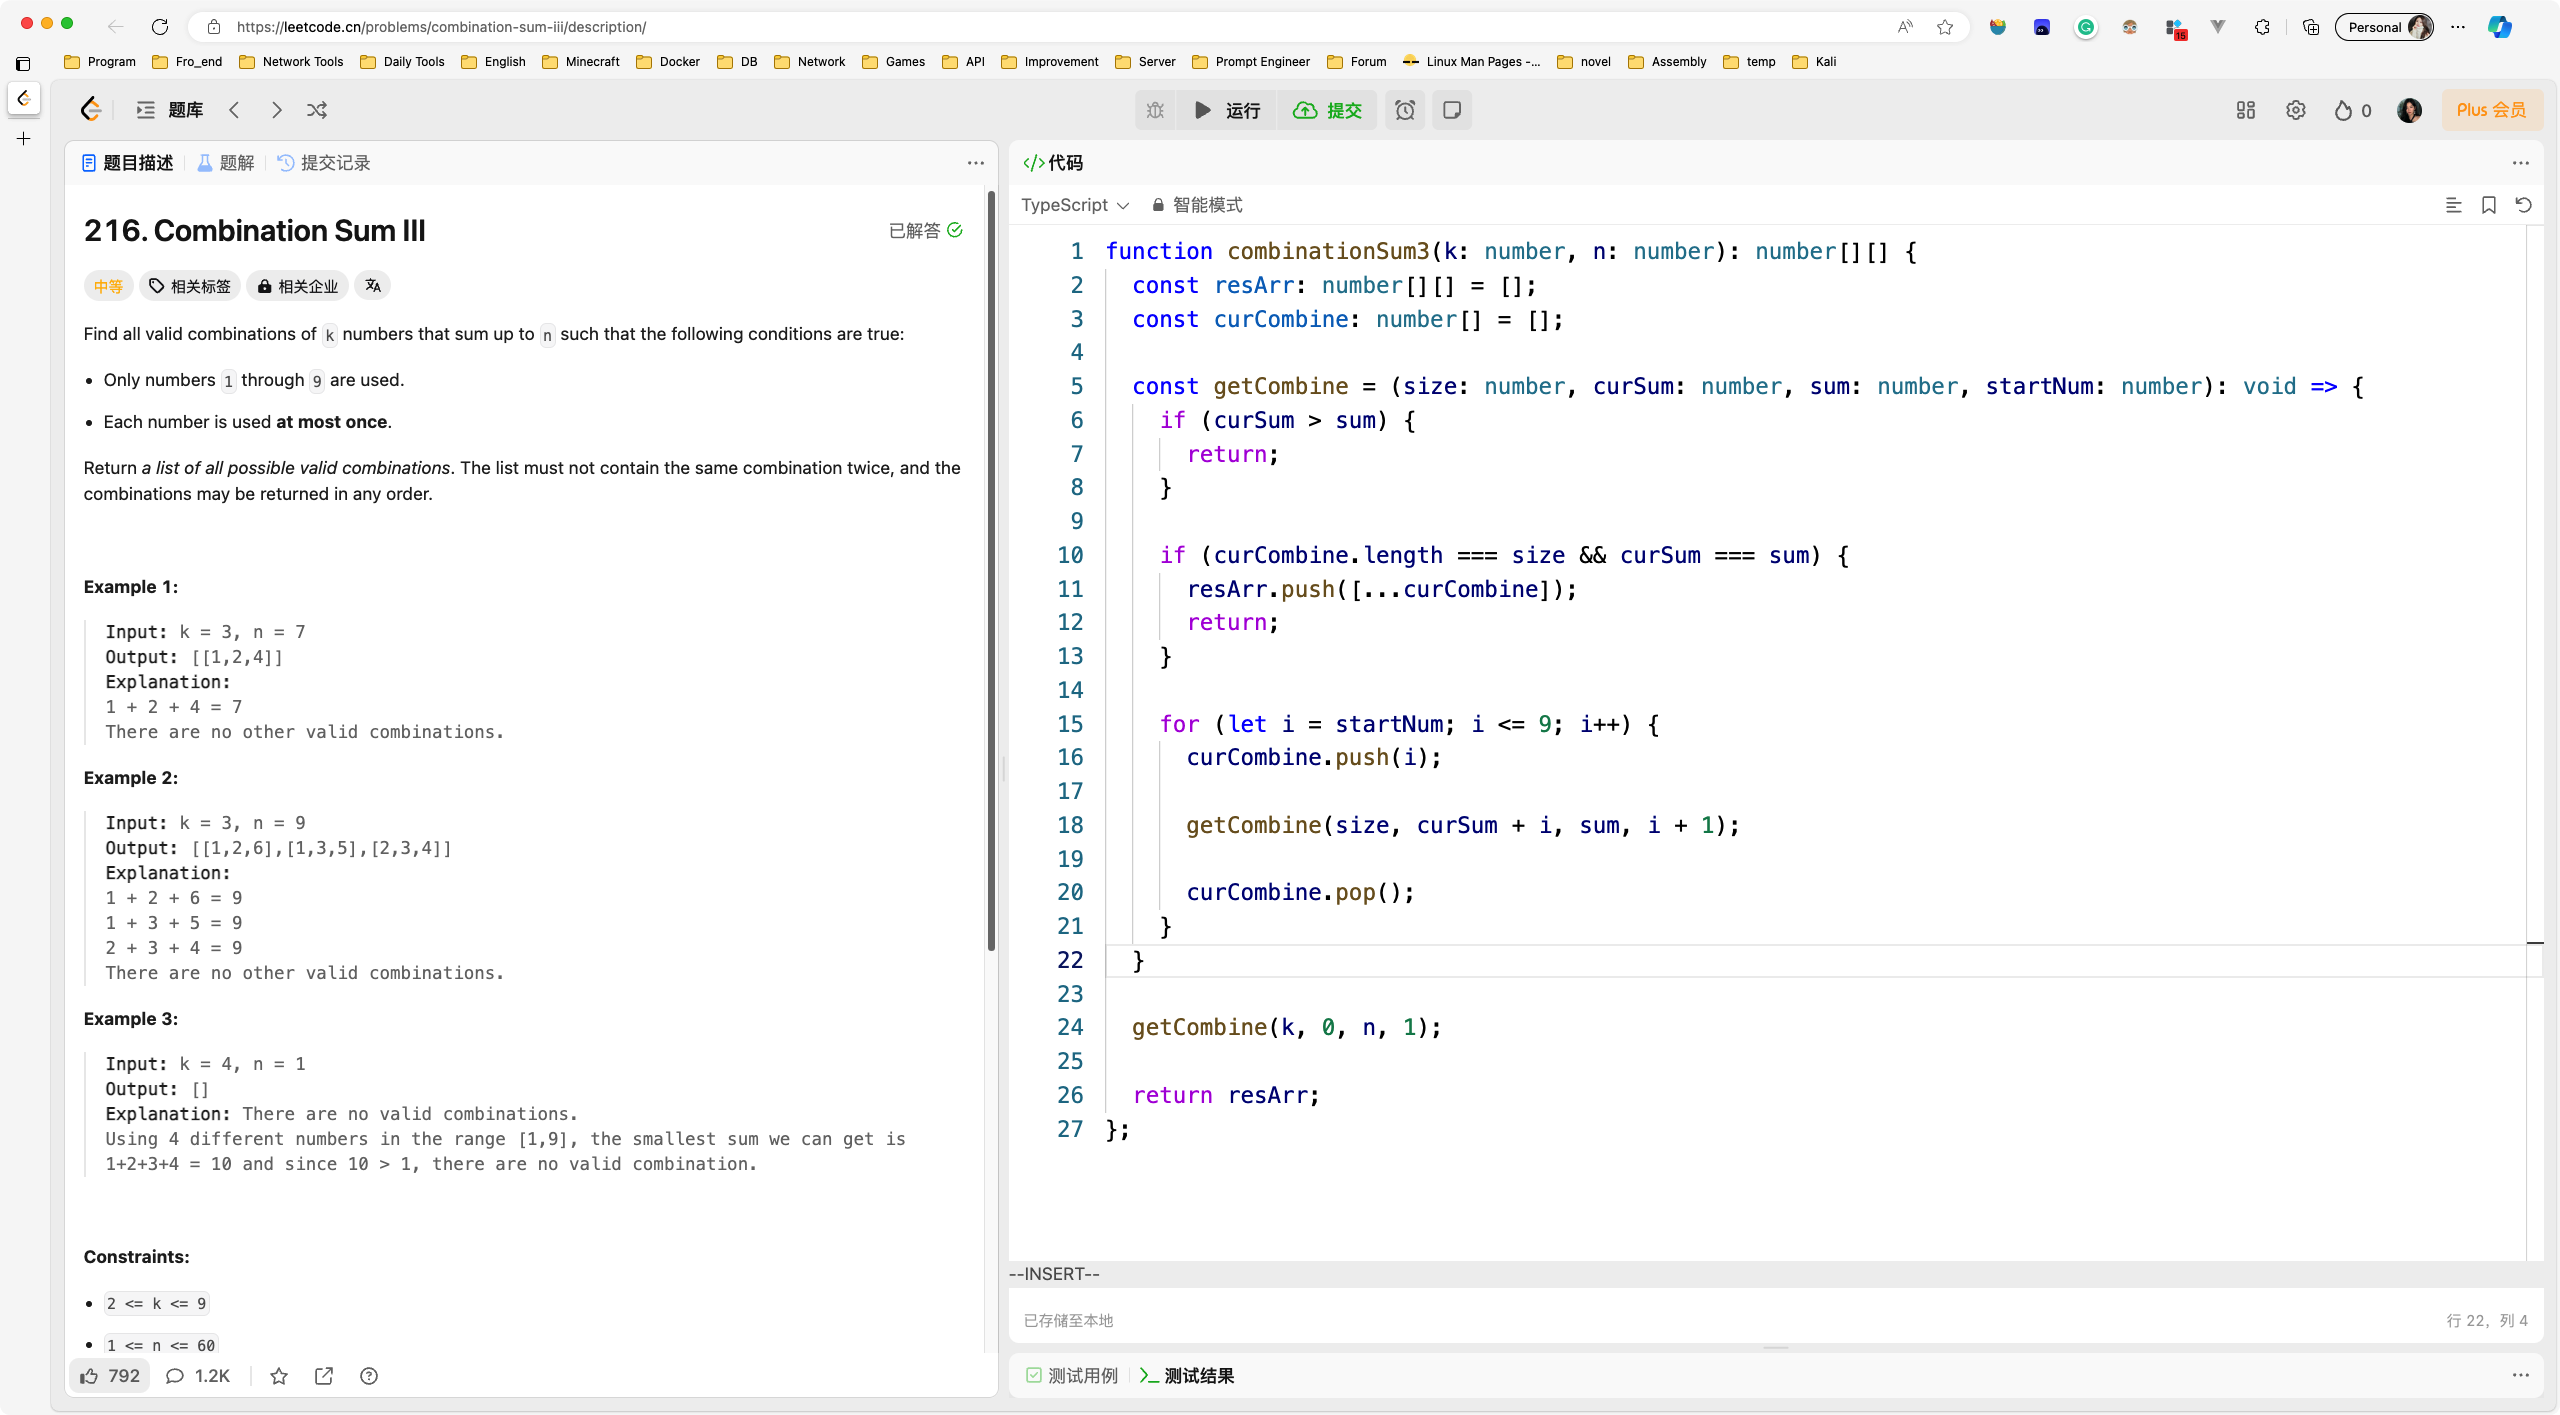 https://leetcode.cn/problems/combination-sum-iii/description/
Personal
15
Program Fro_end Network Tools Daily Tools English Minecraft Docker DB Network Games API Improvement Server Prompt Engineer Forum Linux Man Pages -... novel Assembly temp Kali
题库
运行
提交
0
Plus 会员
题目描述 题解 提交记录
216. Combination Sum III
已解答
中等 相关标签 相关企业
Find all valid combinations of k numbers that sum up to n such that the following conditions are true:
• Only numbers 1 through 9 are used.
• Each number is used at most once.
Return a list of all possible valid combinations. The list must not contain the same combination twice, and the
combinations may be returned in any order.
Example 1:
Input: k = 3, n = 7
Output: [[1,2,4]]
Explanation:
1 + 2 + 4 = 7
There are no other valid combinations.
Example 2:
Input: k = 3, n = 9
Output: [[1,2,6],[1,3,5],[2,3,4]]
Explanation:
1 + 2 + 6 = 9
1 + 3 + 5 = 9
2 + 3 + 4 = 9
There are no other valid combinations.
Example 3:
Input: k = 4, n = 1
Output: []
Explanation: There are no valid combinations.
Using 4 different numbers in the range [1,9], the smallest sum we can get is
1+2+3+4 = 10 and since 10 > 1, there are no valid combination.
Constraints:
• 2 <= k <= 9
• 1 <= n <= 60
792 1.2K
</> 代码
TypeScript 智能模式
1 function combinationSum3(k: number, n: number): number[][] {
2 const resArr: number[][] = [];
3 const curCombine: number[] = [];
4
5 const getCombine = (size: number, curSum: number, sum: number, startNum: number): void => {
6 if (curSum > sum) {
7 return;
8 }
9
10 if (curCombine.length === size && curSum === sum) {
11 resArr.push([...curCombine]);
12 return;
13 }
14
15 for (let i = startNum; i <= 9; i++) {
16 curCombine.push(i);
17
18 getCombine(size, curSum + i, sum, i + 1);
19
20 curCombine.pop();
21 }
22 }
23
24 getCombine(k, 0, n, 1);
25
26 return resArr;
27 };
--INSERT--
已存储至本地
行 22, 列 4
测试用例 测试结果